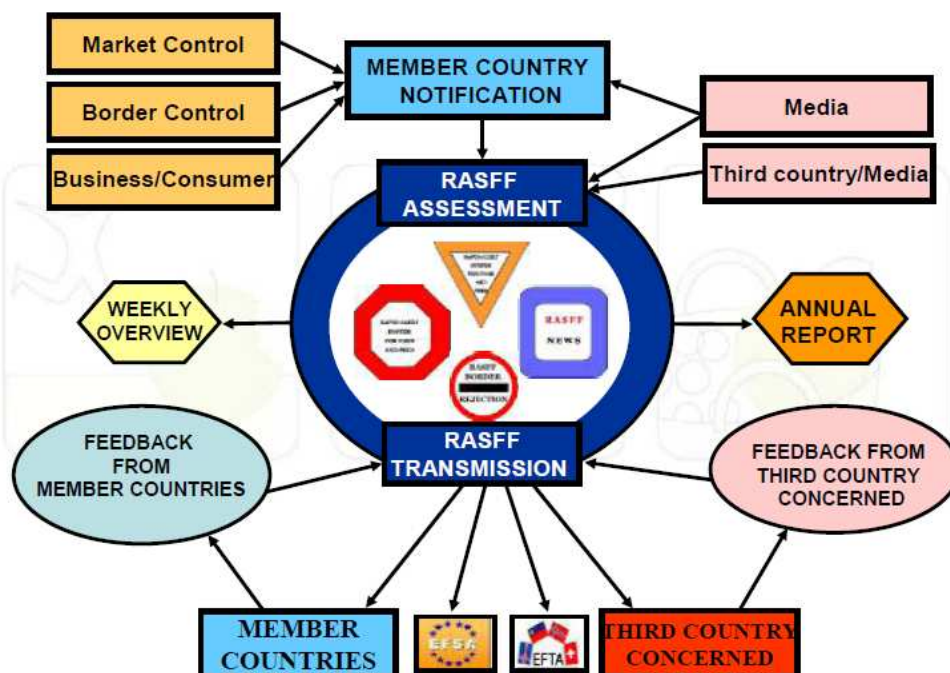 Market Control
MEMBER COUNTRY
NOTIFICATION
Border Control
Media
Business/Consumer
RASFF
ASSESSMENT
Third country/Media
WEEKLY
OVERVIEW
RASFF
NEWS
ANNUAL
REPORT
RASFF
BORDER
REJECTION
FEEDBACK
FROM
MEMBER COUNTRIES
RASFF
TRANSMISSION
FEEDBACK FROM
THIRD COUNTRY
CONCERNED
MEMBER
COUNTRIES
EFSA
EFTA
THIRD COUNTRY
CONCERNED